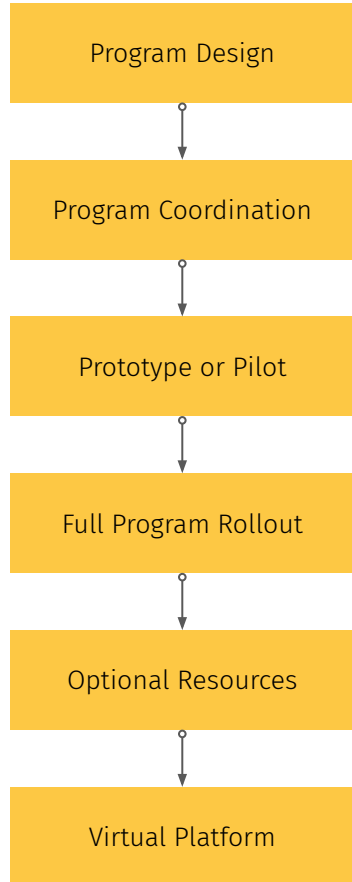 Program Design
Program Coordination
Prototype or Pilot
Full Program Rollout
Optional Resources
Virtual Platform